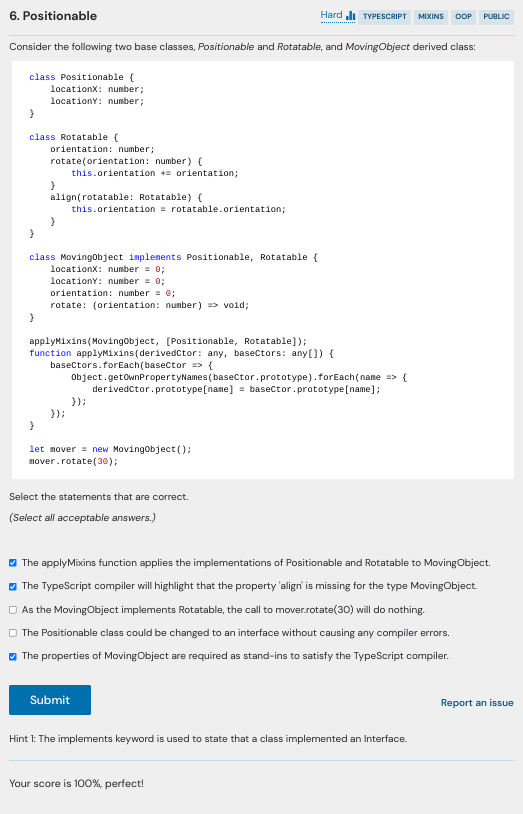 6. Positionable
Hard TYPESCRIPT MIXINS OOP PUBLIC
Consider the following two base classes, Positionable and Rotatable, and MovingObject derived class:
class Positionable {
    locationX: number;
    locationY: number;
}
class Rotatable {
    orientation: number;
    rotate(orientation: number) {
        this.orientation += orientation;
    }
    align(rotatable: Rotatable) {
        this.orientation = rotatable.orientation;
    }
}
class MovingObject implements Positionable, Rotatable {
    locationX: number = 0;
    locationY: number = 0;
    orientation: number = 0;
    rotate: (orientation: number) => void;
}
applyMixins(MovingObject, [Positionable, Rotatable]);
function applyMixins(derivedCtor: any, baseCtors: any[]) {
    baseCtors.forEach(baseCtor => {
        Object.getOwnPropertyNames(baseCtor.prototype).forEach(name => {
            derivedCtor.prototype[name] = baseCtor.prototype[name];
        });
    });
}
let mover = new MovingObject();
mover.rotate(30);
Select the statements that are correct.
(Select all acceptable answers.)
The applyMixins function applies the implementations of Positionable and Rotatable to MovingObject.
The TypeScript compiler will highlight that the property 'align' is missing for the type MovingObject.
As the MovingObject implements Rotatable, the call to mover.rotate(30) will do nothing.
The Positionable class could be changed to an interface without causing any compiler errors.
The properties of MovingObject are required as stand-ins to satisfy the TypeScript compiler.
Submit
Report an issue
Hint 1: The implements keyword is used to state that a class implemented an Interface.
Your score is 100%, perfect!